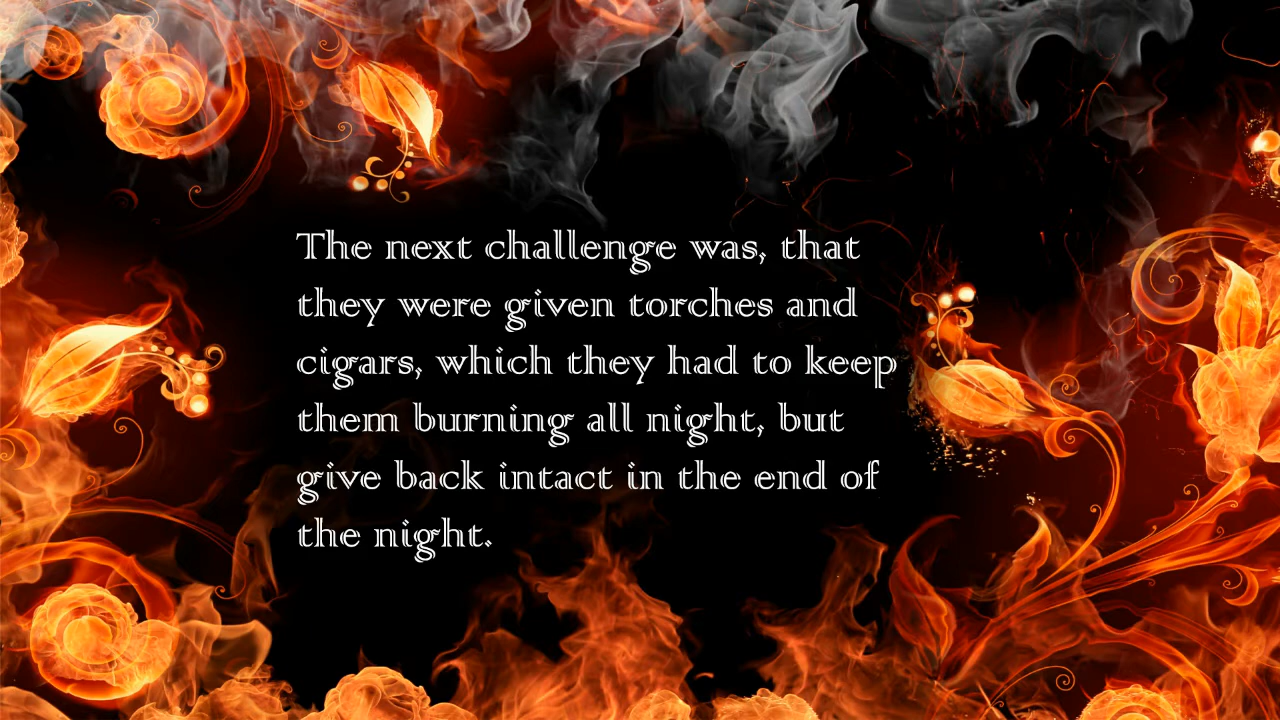 The next challenge was, that
they were given torches and
cigars, which they had to keep
them burning all night, but
give back intact in the end of
the night.